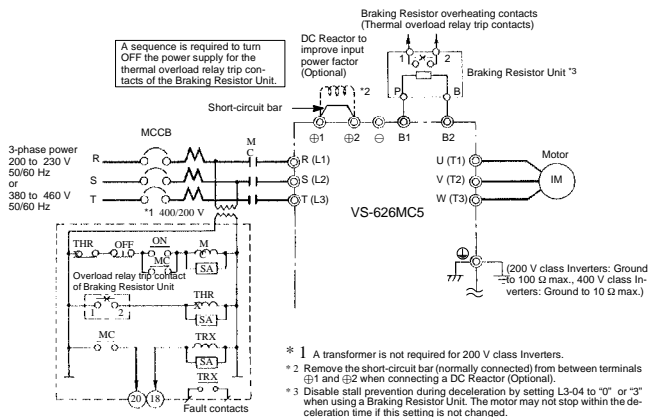 Braking Resistor overheating contacts
(Thermal overload relay trip contacts)
DC Reactor to
improve input
power factor
(Optional)
A sequence is required to turn
OFF the power supply for the
thermal overload relay trip con-
tacts of the Braking Resistor Unit.
1 2
*2
Braking Resistor Unit *3
P B
Short-circuit bar
MCCB
⊕1 ⊕2 ⊖ B1 B2
3-phase power
200 to 230 V
50/60 Hz
or
380 to 460 V
50/60 Hz
M
C
R
R (L1)
S
S (L2)
T
T (L3)
*1 400/200 V
VS-626MC5
U (T1)
V (T2)
W (T3)
Motor
IM
THR OFF ON
MC
M
SA
Overload relay trip contact
of Braking Resistor Unit
1 2
THR
SA
MC
TRX
SA
TRX
20 18
Fault contacts
(200 V class Inverters: Ground
to 100 Ω max., 400 V class In-
verters: Ground to 10 Ω max.)
* 1 A transformer is not required for 200 V class Inverters.
* 2 Remove the short-circuit bar (normally connected) from between terminals
⊕1 and ⊕2 when connecting a DC Reactor (Optional).
* 3 Disable stall prevention during deceleration by setting L3-04 to “0” or “3”
when using a Braking Resistor Unit. The motor may not stop within the de-
celeration time if this setting is not changed.